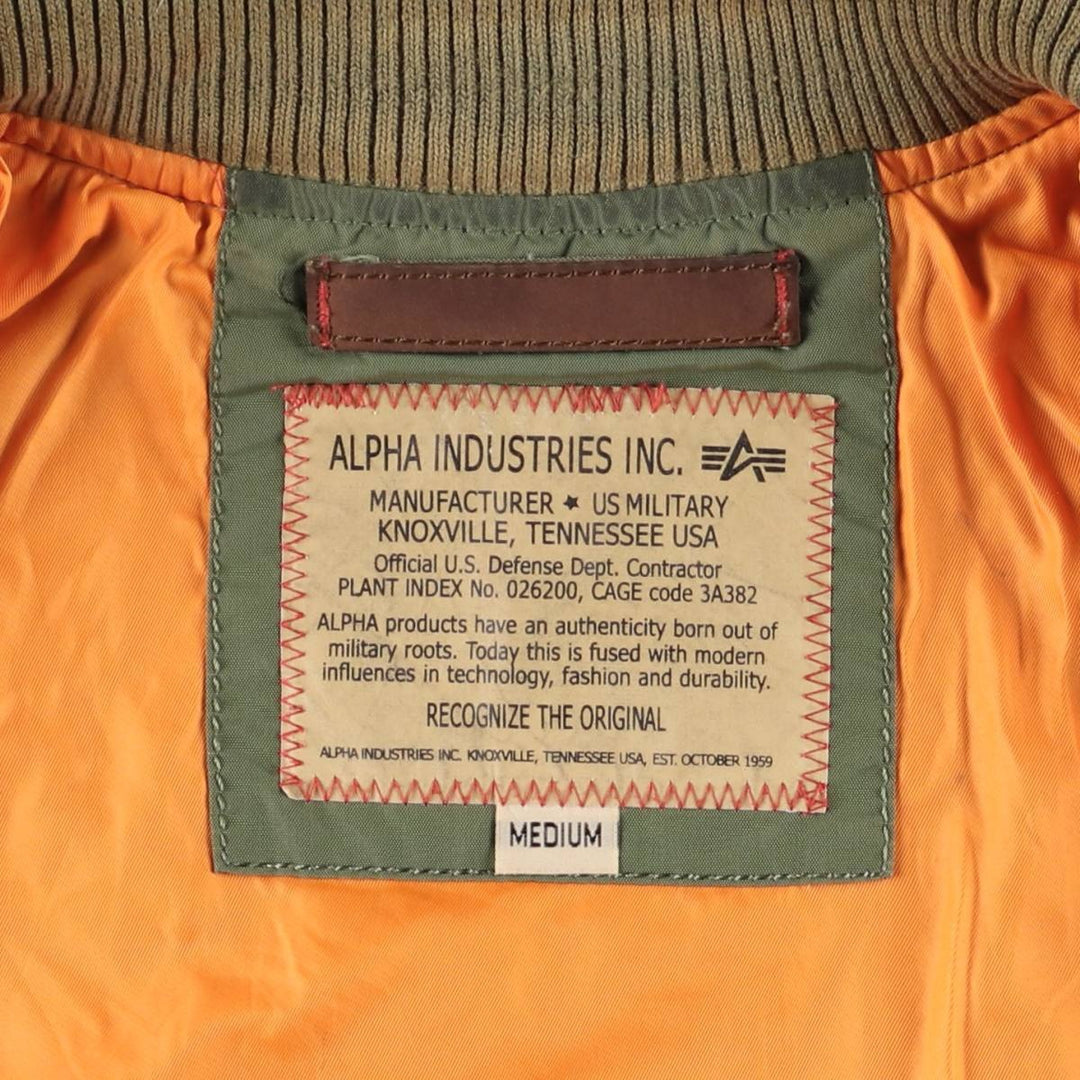 ALPHA INDUSTRIES INC.
MANUFACTURER ★ US MILITARY
KNOXVILLE, TENNESSEE USA
Official U.S. Defense Dept. Contractor
PLANT INDEX No. 026200, CAGE code 3A382
ALPHA products have an authenticity born out of
military roots. Today this is fused with modern
influences in technology, fashion and durability.
RECOGNIZE THE ORIGINAL
ALPHA INDUSTRIES INC. KNOXVILLE, TENNESSEE USA, EST. OCTOBER 1959
MEDIUM